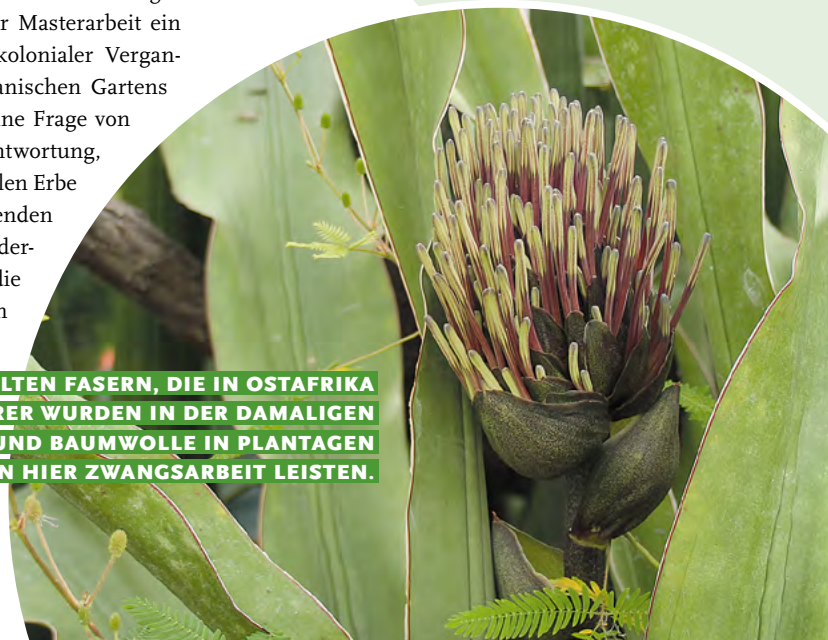 r Masterarbeit ein
kolonialer Vergan-
anischen Gartens
ne Frage von
ntwortung,
len Erbe
enden
der-
die
n
LTEN FASERN, DIE IN OSTAFRIKA
RER WURDEN IN DER DAMALIGEN
UND BAUMWOLLE IN PLANTAGEN
N HIER ZWANGSARBEIT LEISTEN.